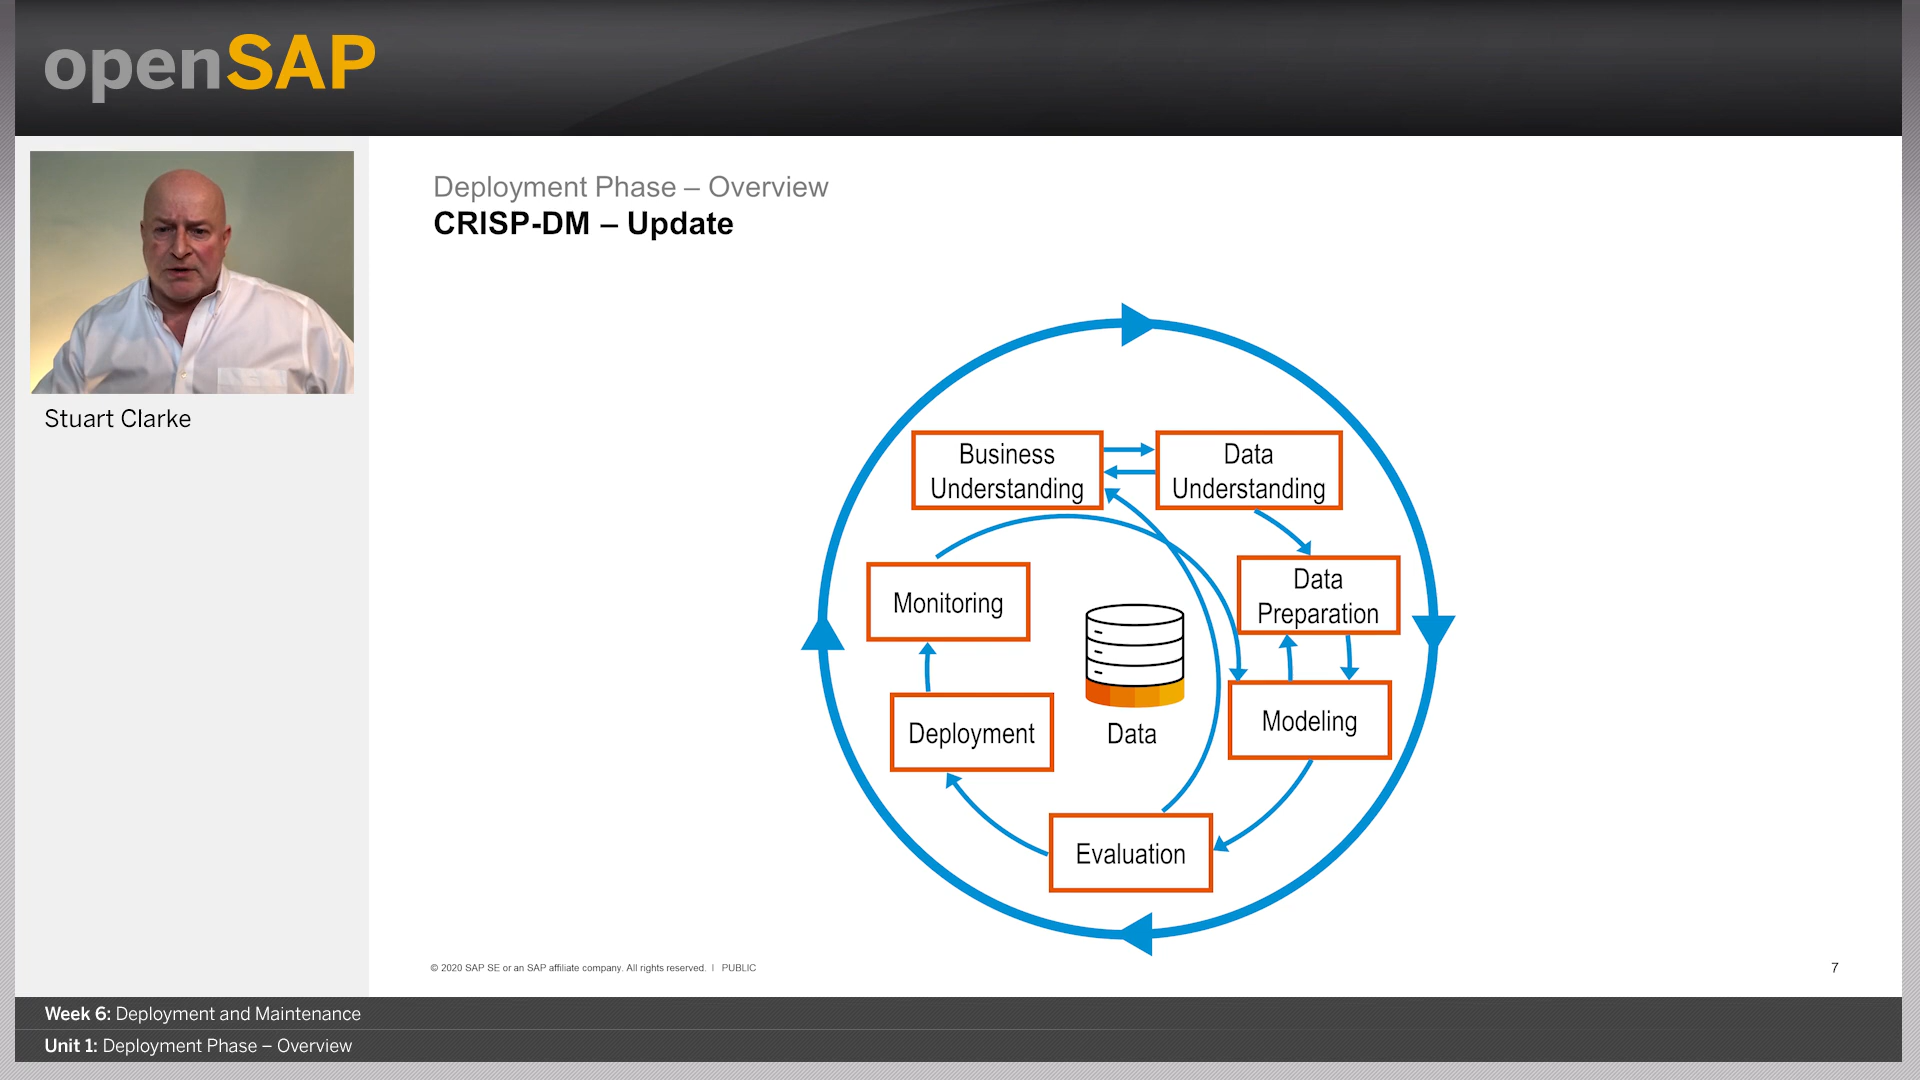 openSAP
Stuart Clarke
Deployment Phase – Overview
CRISP-DM – Update
Business
Understanding
Data
Understanding
Monitoring
Data
Preparation
Deployment
Data
Modeling
Evaluation
© 2020 SAP SE or an SAP affiliate company. All rights reserved. | PUBLIC
7
Week 6: Deployment and Maintenance
Unit 1: Deployment Phase – Overview